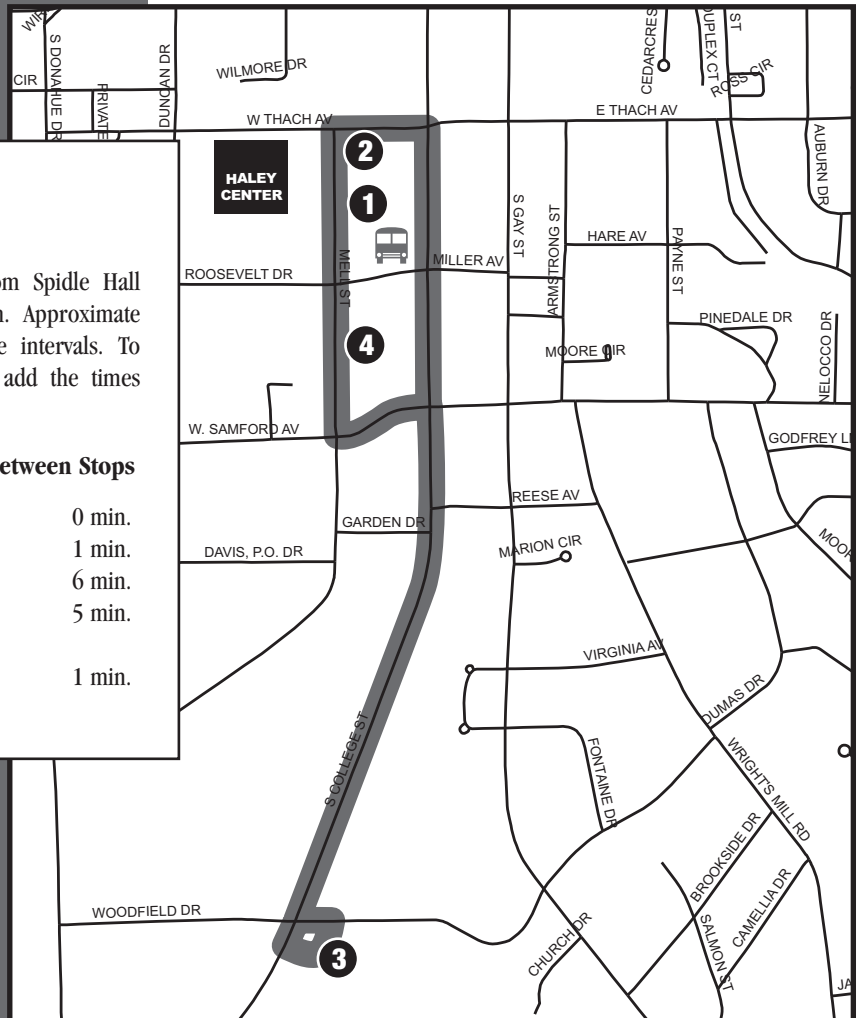 WIR
S DONAHUE DR
DUNCAN DR
WILMORE DR
CEDARCRES
DUPLEX CT
ST
ROSS CIR
CIR
PRIVATE
W THACH AV
E THACH AV
AUBURN DR
2
HALEY
CENTER
1
S GAY ST
ARMSTRONG ST
HARE AV
PAYNE ST
om Spidle Hall
n. Approximate
e intervals. To
add the times
etween Stops
0 min.
1 min.
6 min.
5 min.
1 min.
ROOSEVELT DR
MELL ST
MILLER AV
4
PINEDALE DR
NELOCCO DR
MOORE CIR
W. SAMFORD AV
GODFREY L
GARDEN DR
REESE AV
DAVIS, P.O. DR
MARION CIR
MOOR
VIRGINIA AV
DUMAS DR
S COLLEGE ST
FONTAINE DR
WRIGHT'S MILL RD
BROOKSIDE DR
CAMELLIA DR
SALMON ST
WOODFIELD DR
CHURCH DR
3
JA